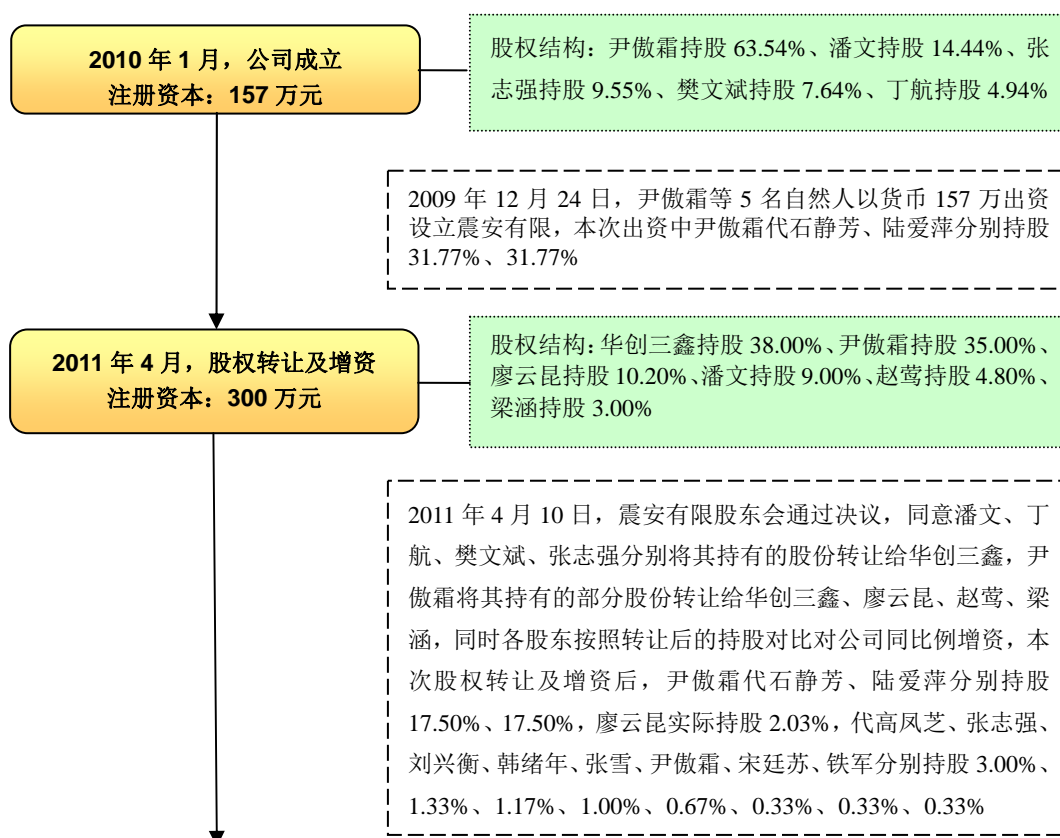 2010 年 1 月，公司成立
注册资本：157 万元
股权结构：尹傲霜持股 63.54%、潘文持股 14.44%、张
志强持股 9.55%、樊文斌持股 7.64%、丁航持股 4.94%
2009 年 12 月 24 日，尹傲霜等 5 名自然人以货币 157 万出资
设立震安有限，本次出资中尹傲霜代石静芳、陆爱萍分别持股
31.77%、31.77%
2011 年 4 月，股权转让及增资
注册资本：300 万元
股权结构：华创三鑫持股 38.00%、尹傲霜持股 35.00%、
廖云昆持股 10.20%、潘文持股 9.00%、赵莺持股 4.80%、
梁涵持股 3.00%
2011 年 4 月 10 日，震安有限股东会通过决议，同意潘文、丁
航、樊文斌、张志强分别将其持有的股份转让给华创三鑫，尹
傲霜将其持有的部分股份转让给华创三鑫、廖云昆、赵莺、梁
涵，同时各股东按照转让后的持股对比对公司同比例增资，本
次股权转让及增资后，尹傲霜代石静芳、陆爱萍分别持股
17.50%、17.50%，廖云昆实际持股 2.03%，代高凤芝、张志强、
刘兴衡、韩绪年、张雪、尹傲霜、宋廷苏、铁军分别持股 3.00%、
1.33%、1.17%、1.00%、0.67%、0.33%、0.33%、0.33%